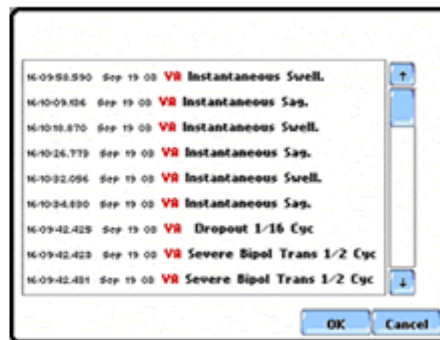 16:09:58.590 Sep 19 08 VA Instantaneous Swell.
16:10:09.186 Sep 19 08 VA Instantaneous Sag.
16:10:18.870 Sep 19 08 VA Instantaneous Swell.
16:10:26.773 Sep 19 08 VA Instantaneous Sag.
16:10:32.056 Sep 19 08 VA Instantaneous Swell.
16:10:34.830 Sep 19 08 VA Instantaneous Sag.
16:09:42.425 Sep 19 08 VA Dropout 1/16 Cyc
16:09:42.423 Sep 19 08 VA Severe Bipol Trans 1/2 Cyc
16:09:42.431 Sep 19 08 VA Severe Bipol Trans 1/2 Cyc
OK Cancel